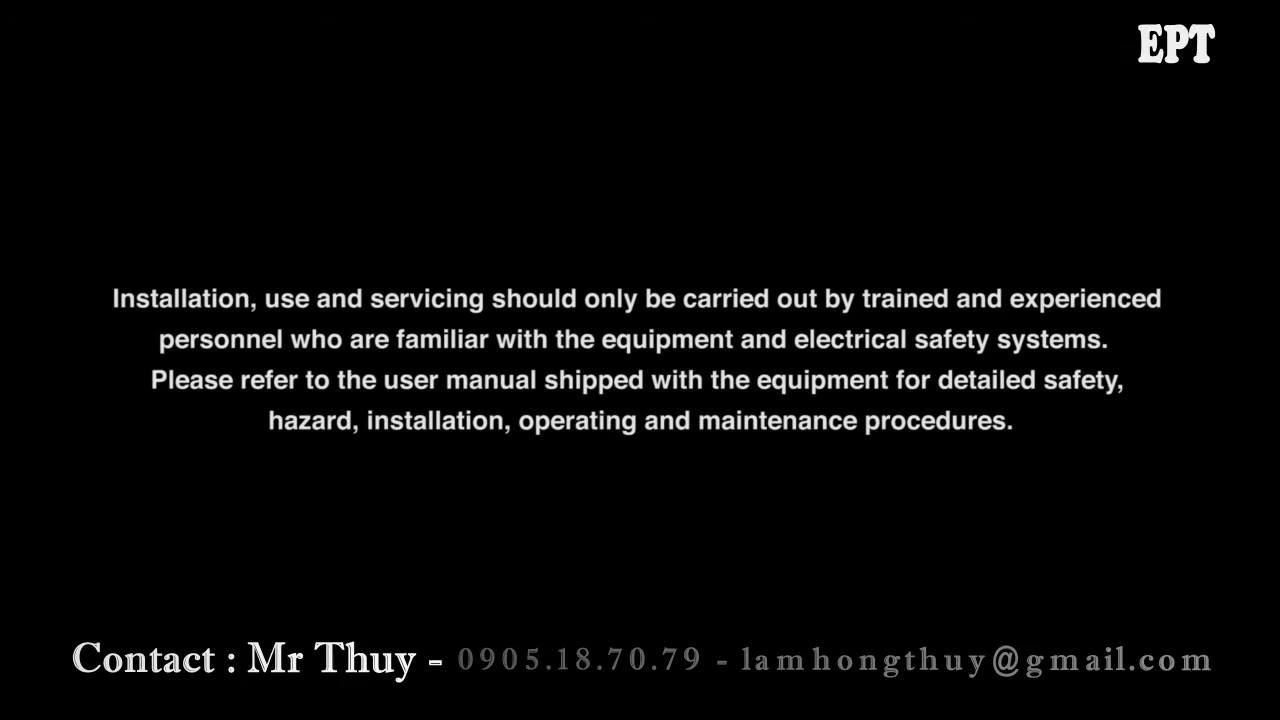 EPT
Installation, use and servicing should only be carried out by trained and experienced
personnel who are familiar with the equipment and electrical safety systems.
Please refer to the user manual shipped with the equipment for detailed safety,
hazard, installation, operating and maintenance procedures.
Contact : Mr Thuy - 0905.18.70.79 - lamhongthuy@gmail.com